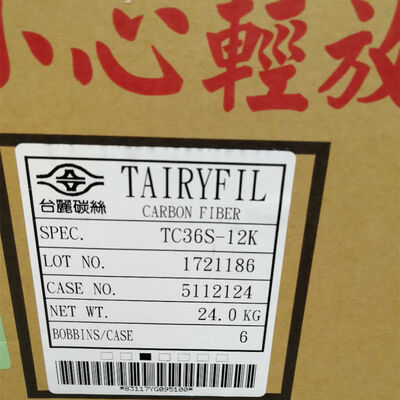 小心輕放
TAIRYFIL
台麗碳絲
CARBON FIBER
SPEC. TC36S-12K
LOT NO. 1721186
CASE NO. 5112124
NET WT. 24.0 KG
BOBBINS/CASE 6
*83117YG095100*